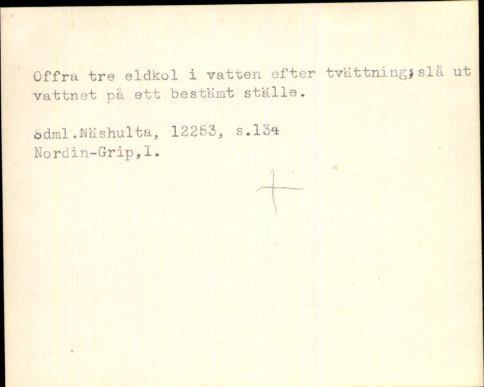 Offra tre eldkol i vatten efter tvättning; slå ut
vattnet på ett bestämt ställe.
Sdml.Näshulta, 12253, s.134
Nordin-Grip,I.